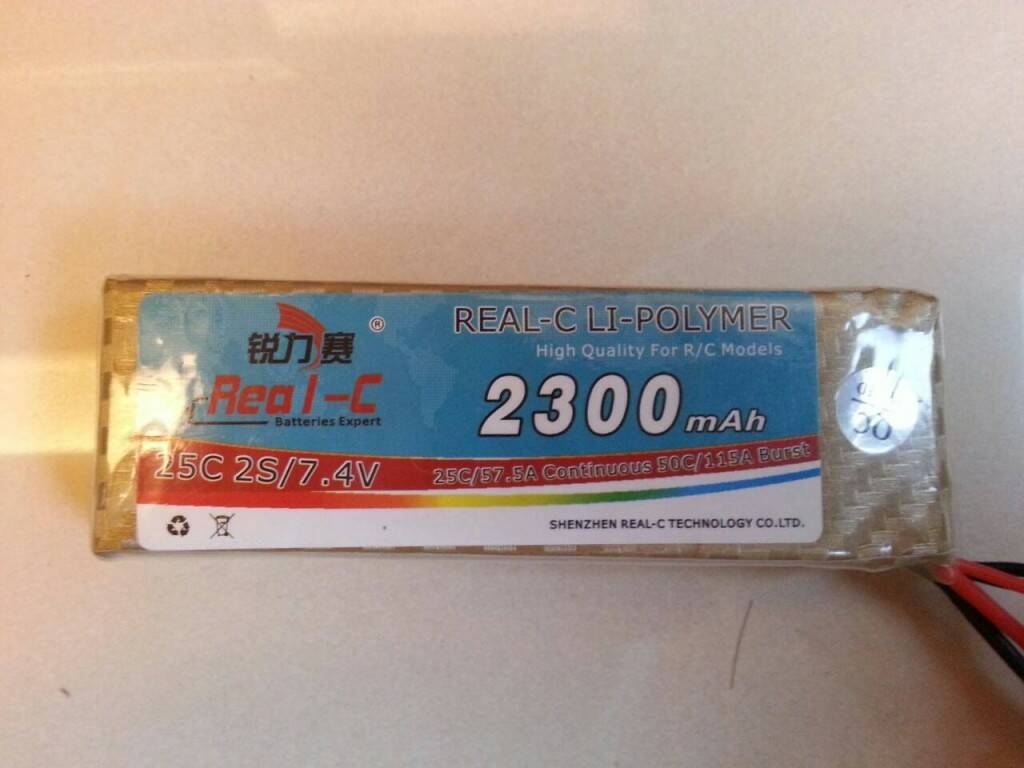 锐力赛 ®
Real-C
Batteries Expert
REAL-C LI-POLYMER
High Quality For R/C Models
2300mAh
25C 2S/7.4V
25C/57.5A Continuous 50C/115A Burst
SHENZHEN REAL-C TECHNOLOGY CO.LTD.